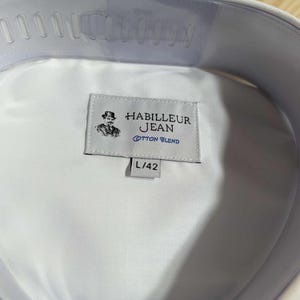 HABILLEUR
JEAN
COTTON BLEND
L/42